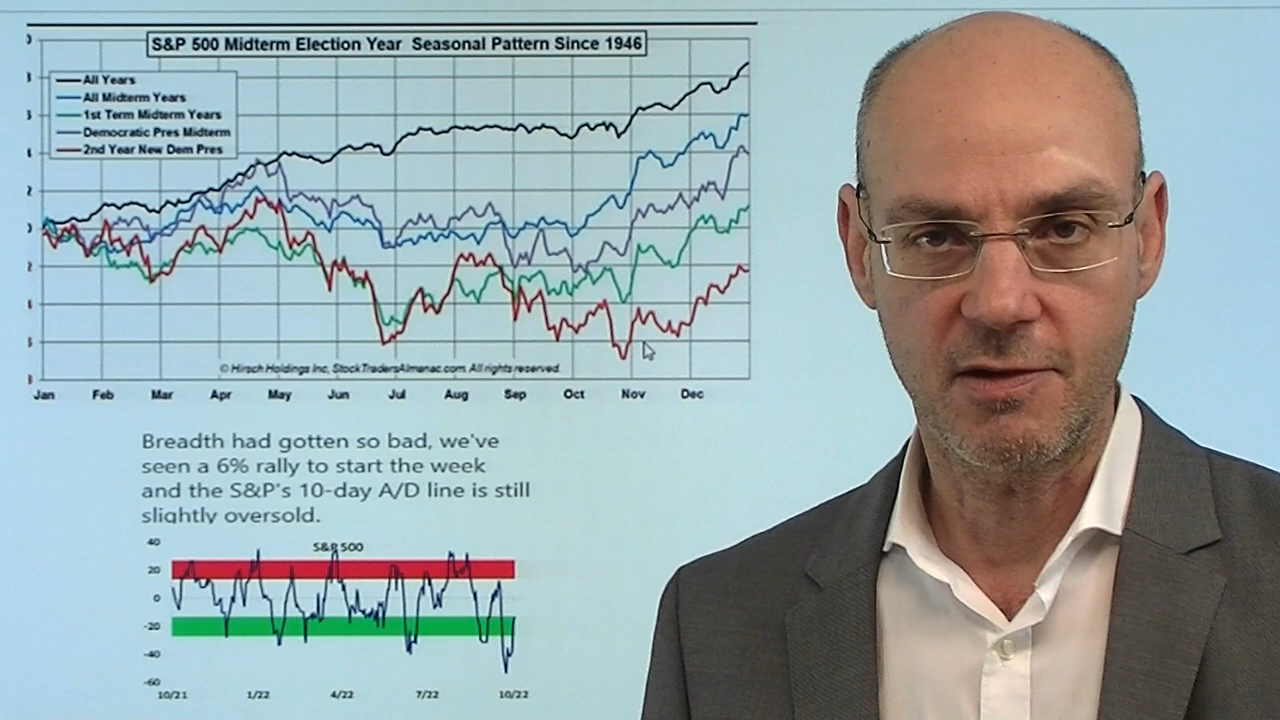 S&P 500 Midterm Election Year Seasonal Pattern Since 1946
All Years
All Midterm Years
1st Term Midterm Years
Democratic Pres Midterm
2nd Year New Dem Pres
© Hirsch Holdings Inc, StockTradersAlmanac.com. All rights reserved.
Jan Feb Mar Apr May Jun Jul Aug Sep Oct Nov Dec
Breadth had gotten so bad, we've
seen a 6% rally to start the week
and the S&P's 10-day A/D line is still
slightly oversold.
S&P 500
40
20
0
-20
-40
-60
10/21 1/22 4/22 7/22 10/22